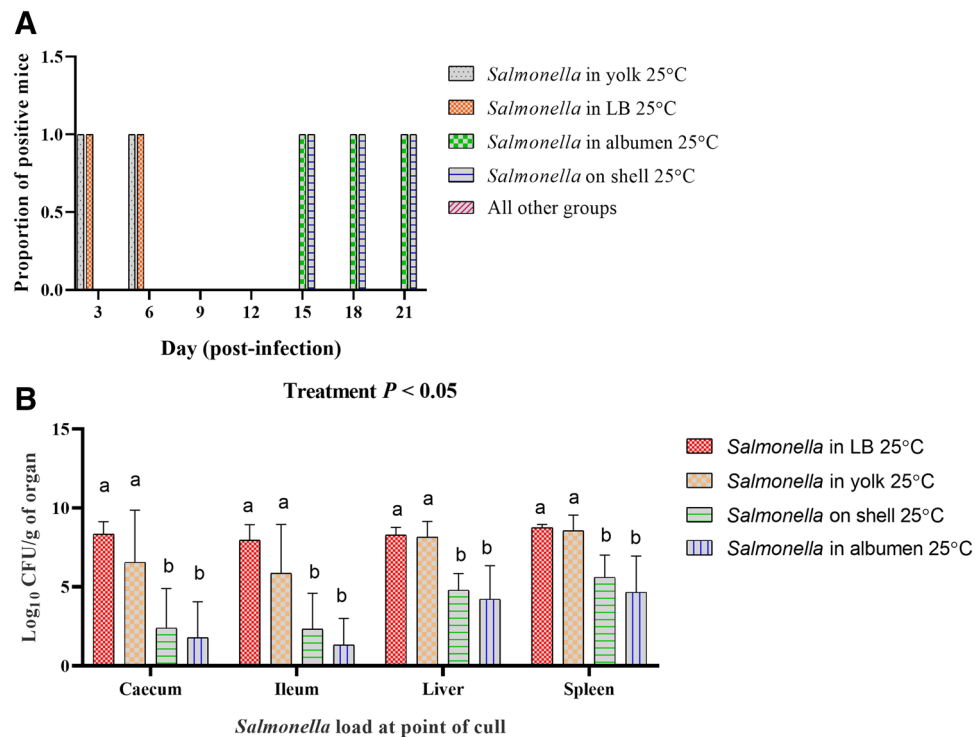 A
Proportion of positive mice
1.5
1.0
0.5
0.0
3 6 9 12 15 18 21
Day (post-infection)
Salmonella in yolk 25°C
Salmonella in LB 25°C
Salmonella in albumen 25°C
Salmonella on shell 25°C
All other groups
B
Treatment P < 0.05
Log10 CFU/g of organ
15
10
5
0
a a b b a a b b a a b b a a b b
Caecum Ileum Liver Spleen
Salmonella load at point of cull
Salmonella in LB 25°C
Salmonella in yolk 25°C
Salmonella on shell 25°C
Salmonella in albumen 25°C